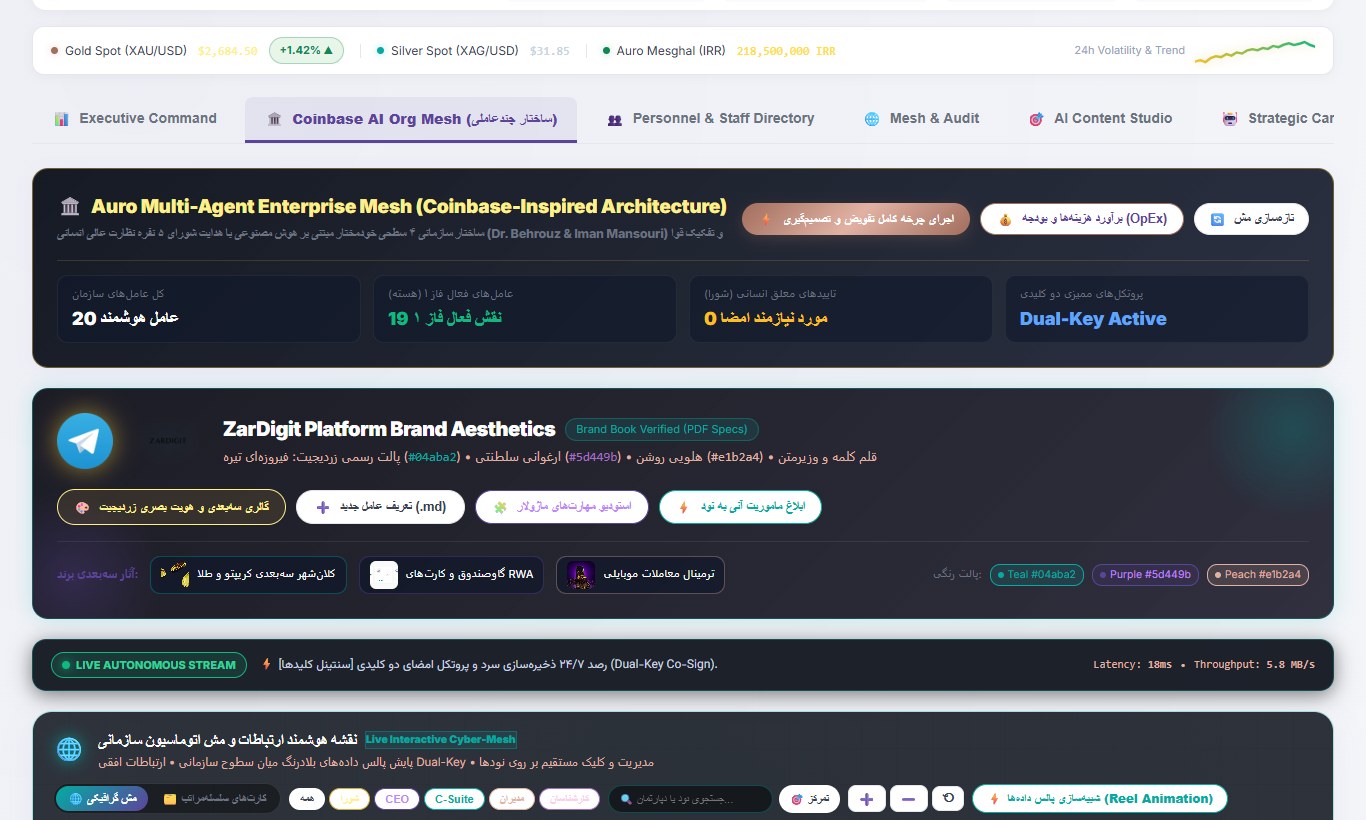 Gold Spot (XAU/USD) $2,684.50 +1.42% ▲ Silver Spot (XAG/USD) $31.85 Auro Mesghal (IRR) 218,500,000 IRR 24h Volatility & Trend
Executive Command Coinbase AI Org Mesh (ساختار چندعاملی) Personnel & Staff Directory Mesh & Audit AI Content Studio Strategic Car
Auro Multi-Agent Enterprise Mesh (Coinbase-Inspired Architecture)
ساختار سازمانی ۴ سطحی خودمختار مبتنی بر هوش مصنوعی با هدایت شورای ۵ نفره نظارت عالی انسانی (Dr. Behrouz & Iman Mansouri) و تفکیک قوا
اجرای چرخه کامل تفویض و تصمیم‌گیری
برآورد هزینه‌ها و بودجه (OpEx)
تازه‌سازی مش
کل عامل‌های سازمان
20 عامل هوشمند
عامل‌های فعال فاز ۱ (هسته)
19 نقش فعال فاز ۱
تاییدهای معلق انسانی (شورا)
0 مورد نیازمند امضا
پروتکل‌های ممیزی دو کلیدی
Dual-Key Active
ZARDIGIT
ZarDigit Platform Brand Aesthetics Brand Book Verified (PDF Specs)
پالت رسمی زردیجیت: فیروزه‌ای تیره (#04aba2) • ارغوانی سلطنتی (#5d449b) • هلویی روشن (#e1b2a4) • قلم کلمه و وزیرمتن
گالری سه‌بعدی و هویت بصری زردیجیت
تعریف عامل جدید (.md)
استودیو مهارت‌های ماژولار
ابلاغ ماموریت آنی به نود
آثار سه‌بعدی برند:
کلان‌شهر سه‌بعدی کریپتو و طلا
گاوصندوق و کارت‌های RWA
ترمینال معاملات موبایلی
پالت رنگی:
Teal #04aba2
Purple #5d449b
Peach #e1b2a4
LIVE AUTONOMOUS STREAM
[سنتینل کلیدها] رصد ۲۴/۷ ذخیره‌سازی سرد و پروتکل امضای دو کلیدی (Dual-Key Co-Sign).
Latency: 18ms • Throughput: 5.8 MB/s
نقشه هوشمند ارتباطات و مش اتوماسیون سازمانی Live Interactive Cyber-Mesh
پایش پالس داده‌های بلادرنگ میان سطوح سازمانی • ارتباطات افقی Dual-Key • مدیریت و کلیک مستقیم بر روی نودها
مش گرافیکی
کارت‌های سلسله‌مراتب
همه
شورا
CEO
C-Suite
مدیران
کارشناسان
جستجوی نود یا دپارتمان...
تمرکز
شبیه‌سازی پالس داده‌ها (Reel Animation)